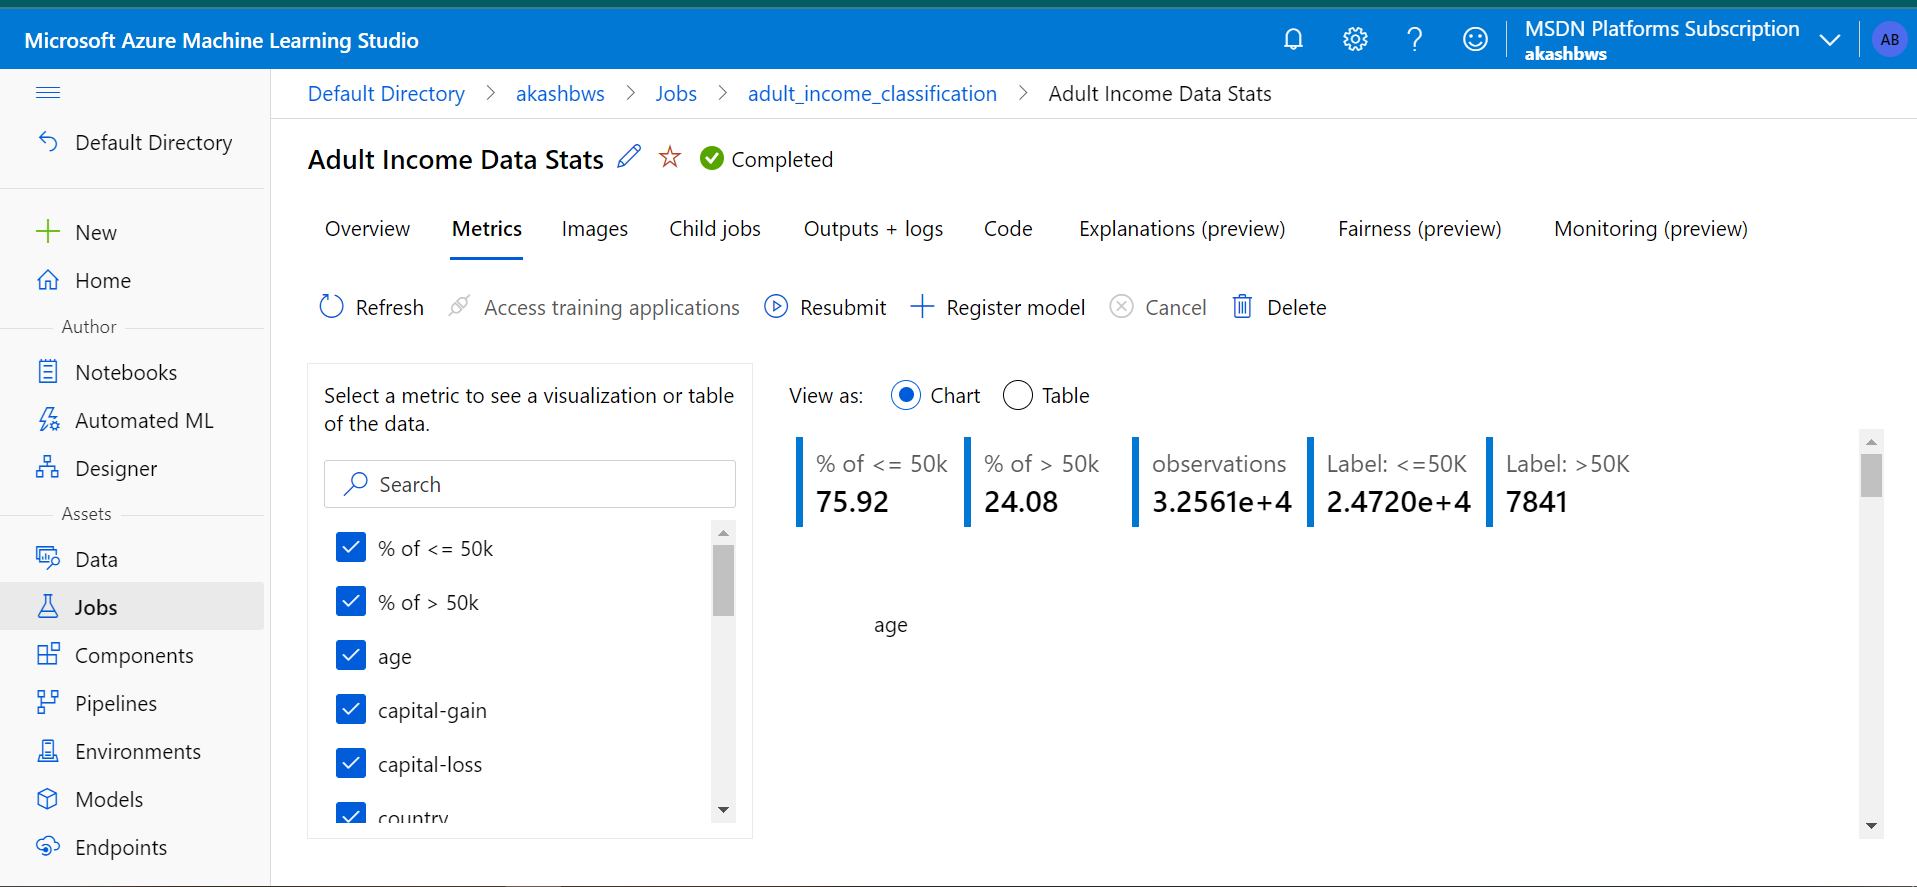 Microsoft Azure Machine Learning Studio
MSDN Platforms Subscription
akashbws
AB
Default Directory
New
Home
Author
Notebooks
Automated ML
Designer
Assets
Data
Jobs
Components
Pipelines
Environments
Models
Endpoints
Default Directory > akashbws > Jobs > adult_income_classification > Adult Income Data Stats
Adult Income Data Stats Completed
Overview Metrics Images Child jobs Outputs + logs Code Explanations (preview) Fairness (preview) Monitoring (preview)
Refresh Access training applications Resubmit Register model Cancel Delete
Select a metric to see a visualization or table
of the data.
Search
% of <= 50k
% of > 50k
age
capital-gain
capital-loss
country
View as: Chart Table
% of <= 50k % of > 50k observations Label: <=50K Label: >50K
75.92 24.08 3.2561e+4 2.4720e+4 7841
age